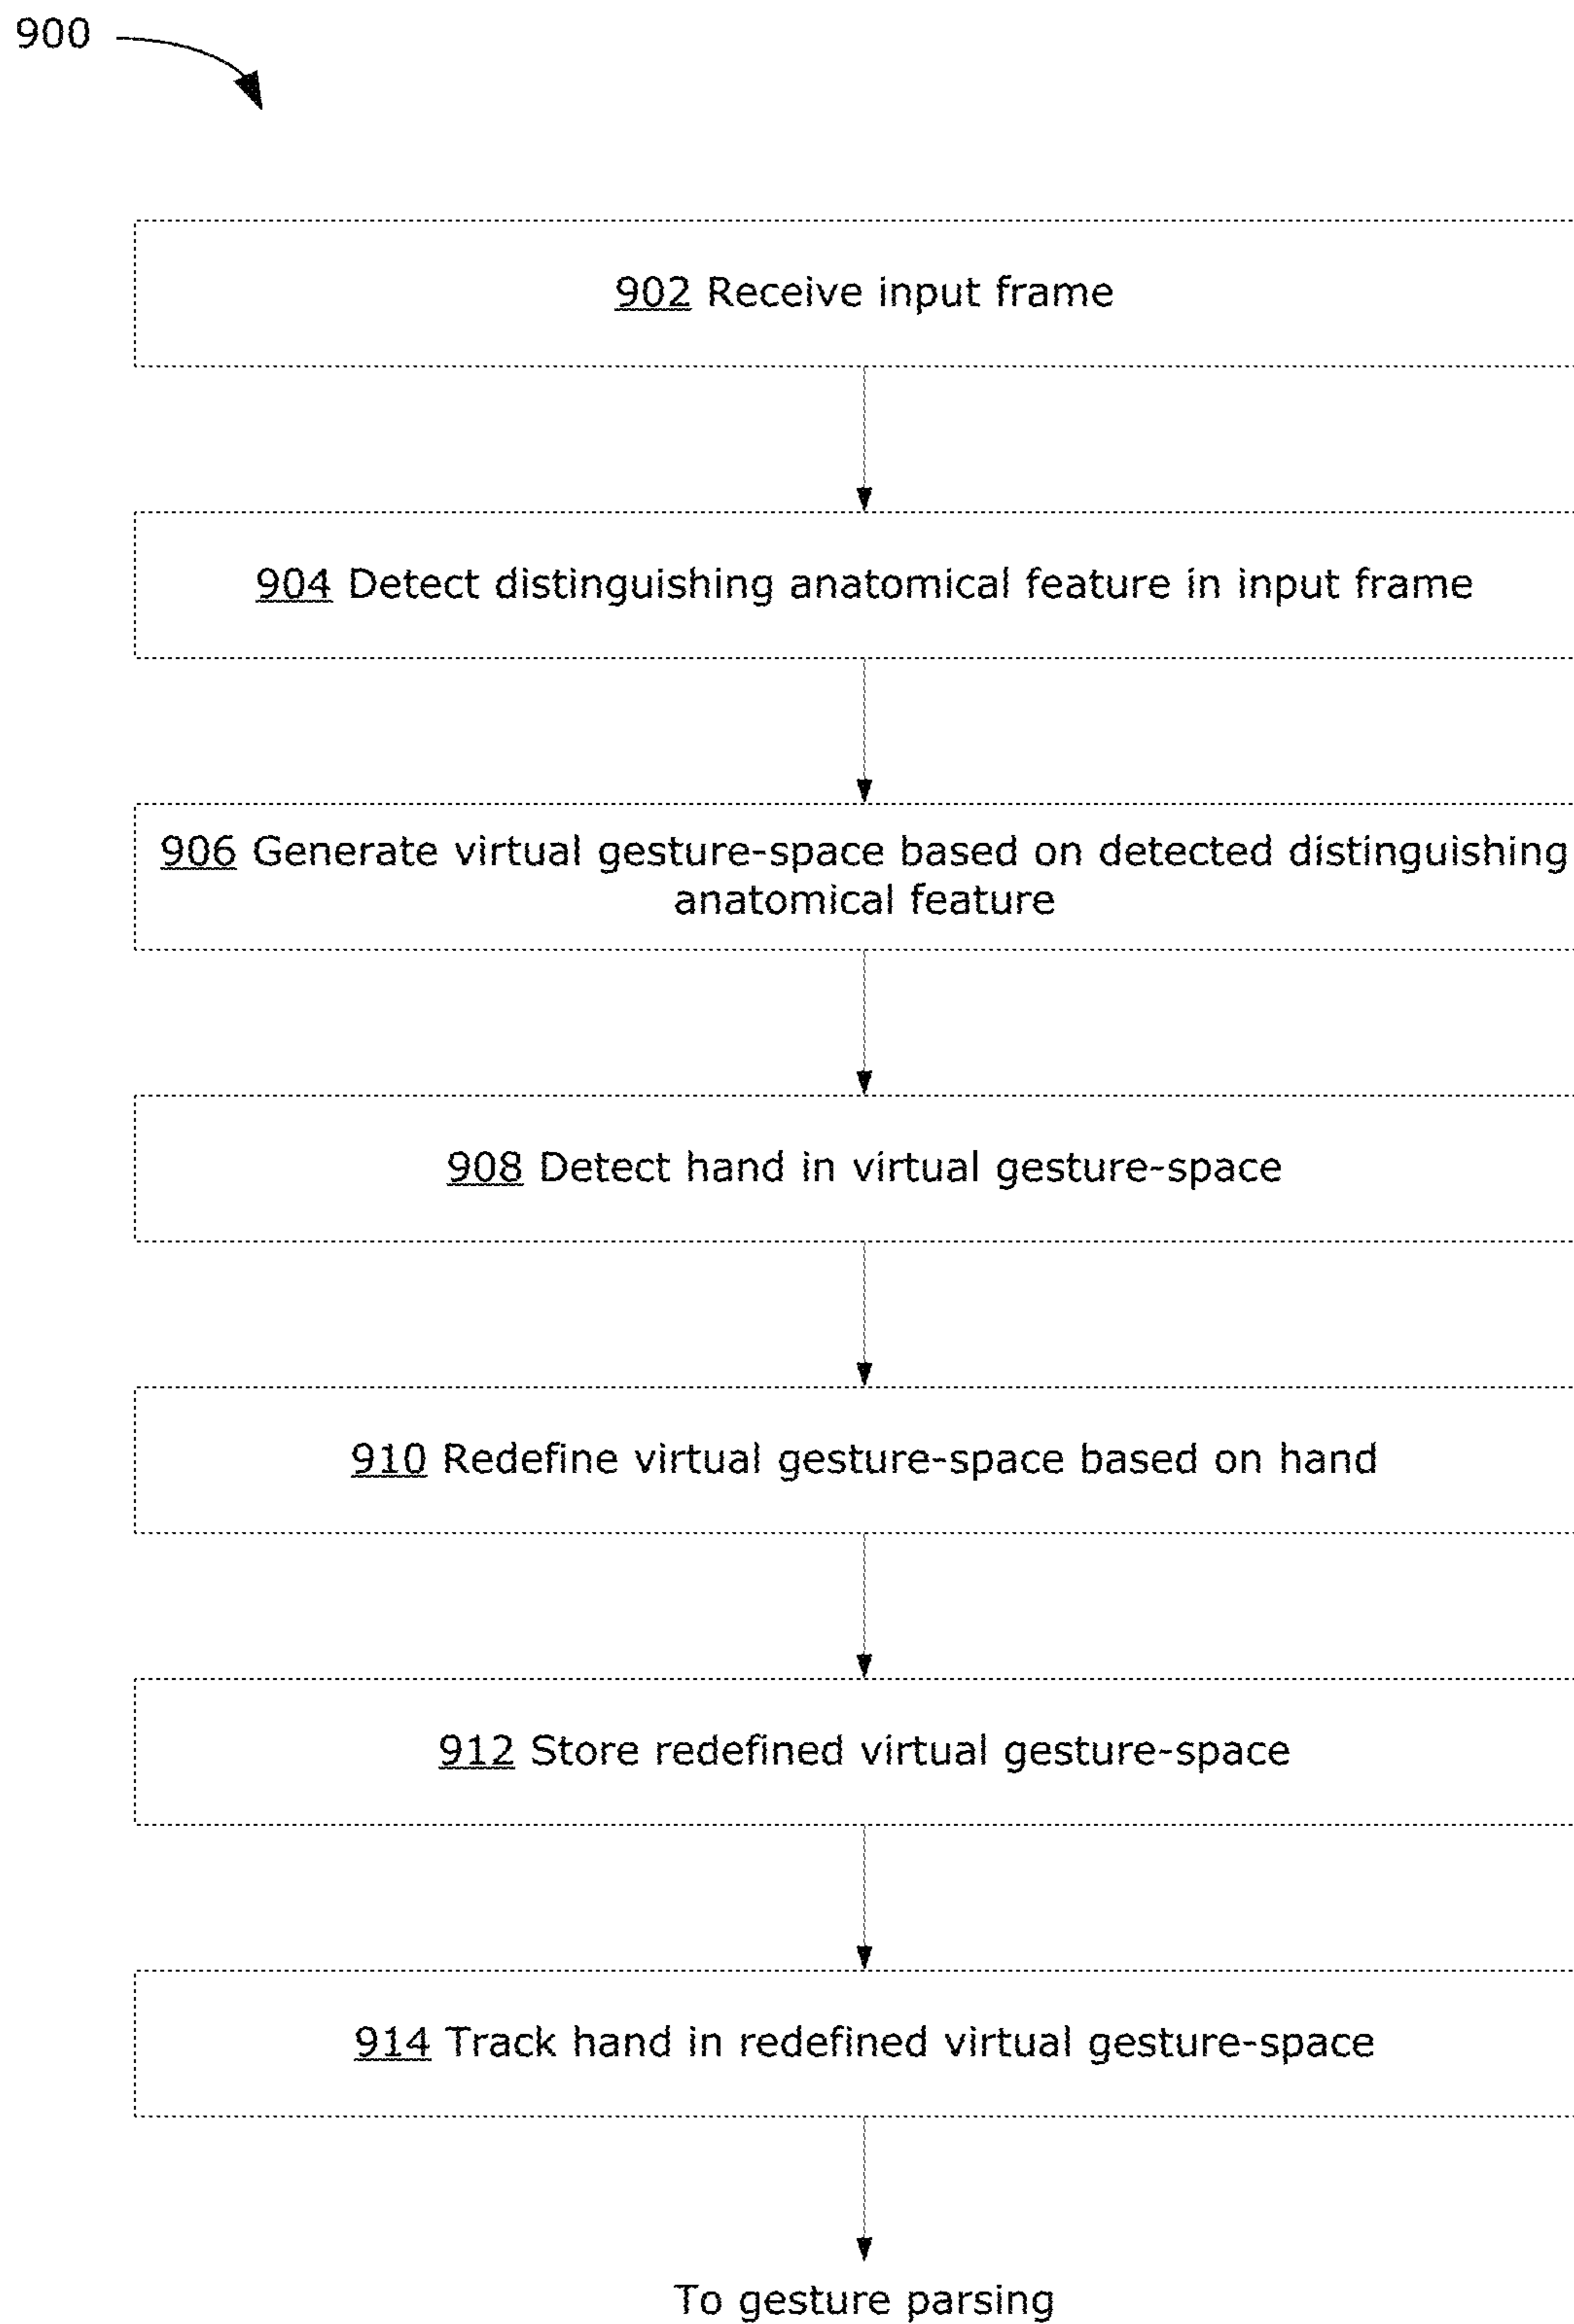 900
902 Receive input frame
904 Detect distinguishing anatomical feature in input frame
906 Generate virtual gesture-space based on detected distinguishing
anatomical feature
908 Detect hand in virtual gesture-space
910 Redefine virtual gesture-space based on hand
912 Store redefined virtual gesture-space
914 Track hand in redefined virtual gesture-space
To gesture parsing